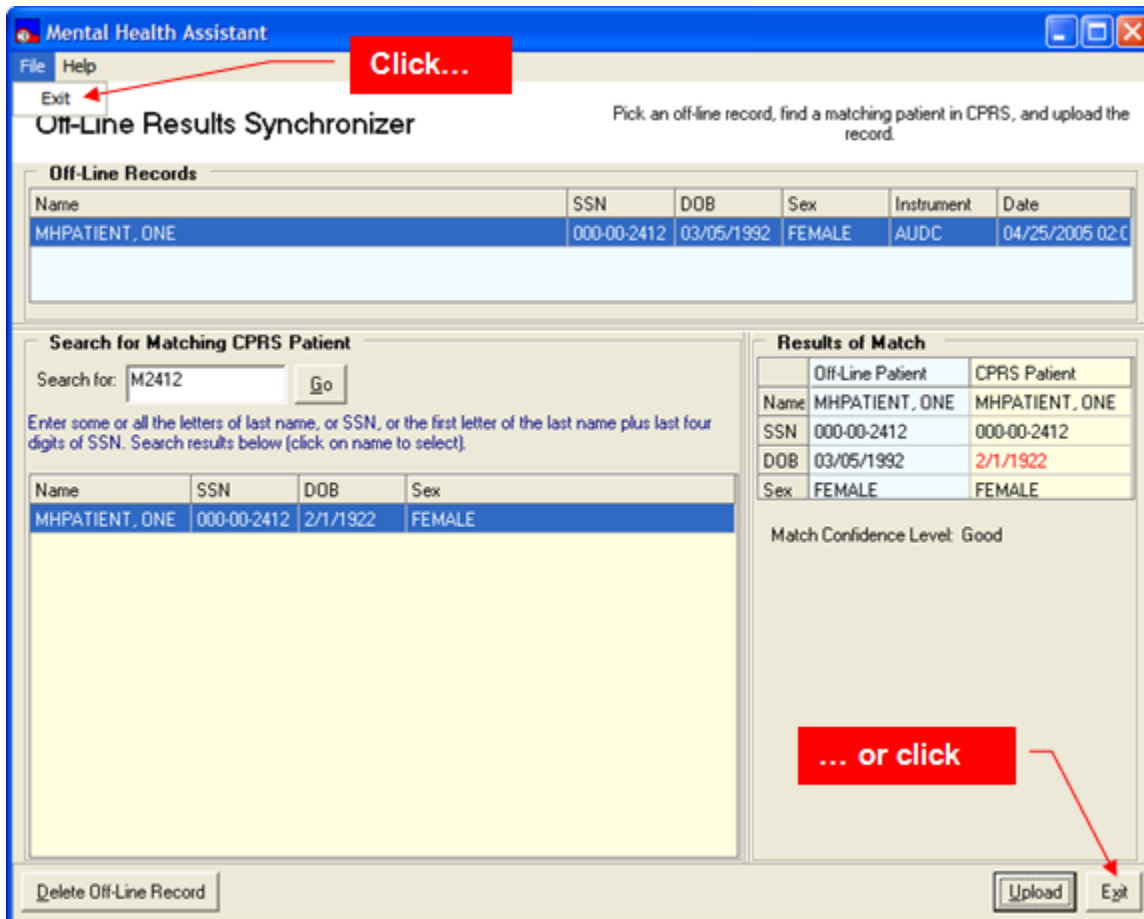 Mental Health Assistant
File Help
Click...
Exit
Off-Line Results Synchronizer
Pick an off-line record, find a matching patient in CPRS, and upload the
record.
Off-Line Records
Name SSN DOB Sex Instrument Date
MHPATIENT, ONE 000-00-2412 03/05/1992 FEMALE AUDC 04/25/2005 02:0
Search for Matching CPRS Patient
Search for: M2412 Go
Enter some or all the letters of last name, or SSN, or the first letter of the last name plus last four
digits of SSN. Search results below (click on name to select).
Name SSN DOB Sex
MHPATIENT, ONE 000-00-2412 2/1/1922 FEMALE
Results of Match
Off-Line Patient CPRS Patient
Name MHPATIENT, ONE MHPATIENT, ONE
SSN 000-00-2412 000-00-2412
DOB 03/05/1992 2/1/1922
Sex FEMALE FEMALE
Match Confidence Level: Good
... or click
Delete Off-Line Record Upload Exit